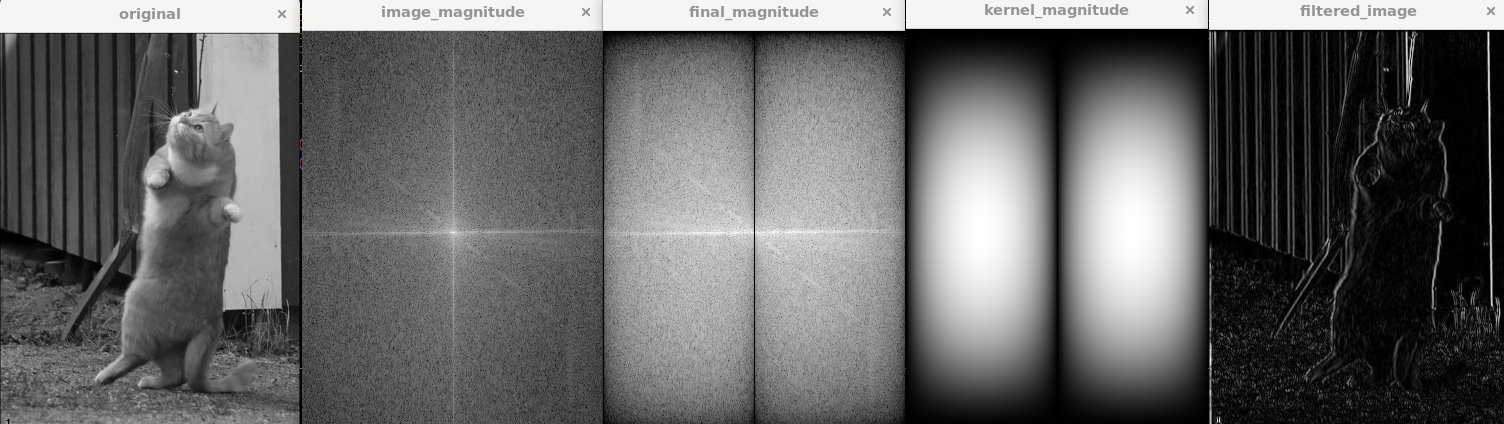 original ×
image_magnitude ×
final_magnitude ×
kernel_magnitude ×
filtered_image ×